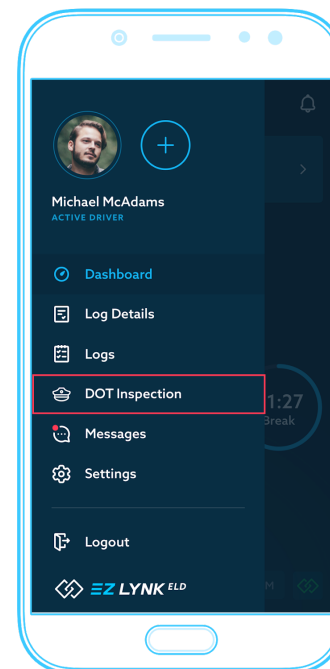 Michael McAdams
ACTIVE DRIVER
Dashboard
Log Details
Logs
DOT Inspection
1:27
Break
Messages
Settings
Logout
EZ LYNK ELD
M